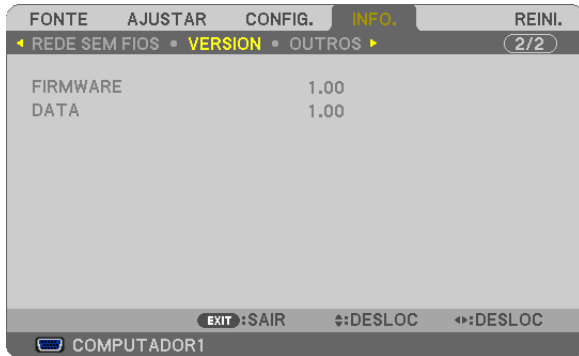 FONTE AJUSTAR CONFIG. INFO. REINI.
REDE SEM FIOS • VERSION • OUTROS 2/2
FIRMWARE 1.00
DATA 1.00
EXIT :SAIR :DESLOC :DESLOC
COMPUTADOR1